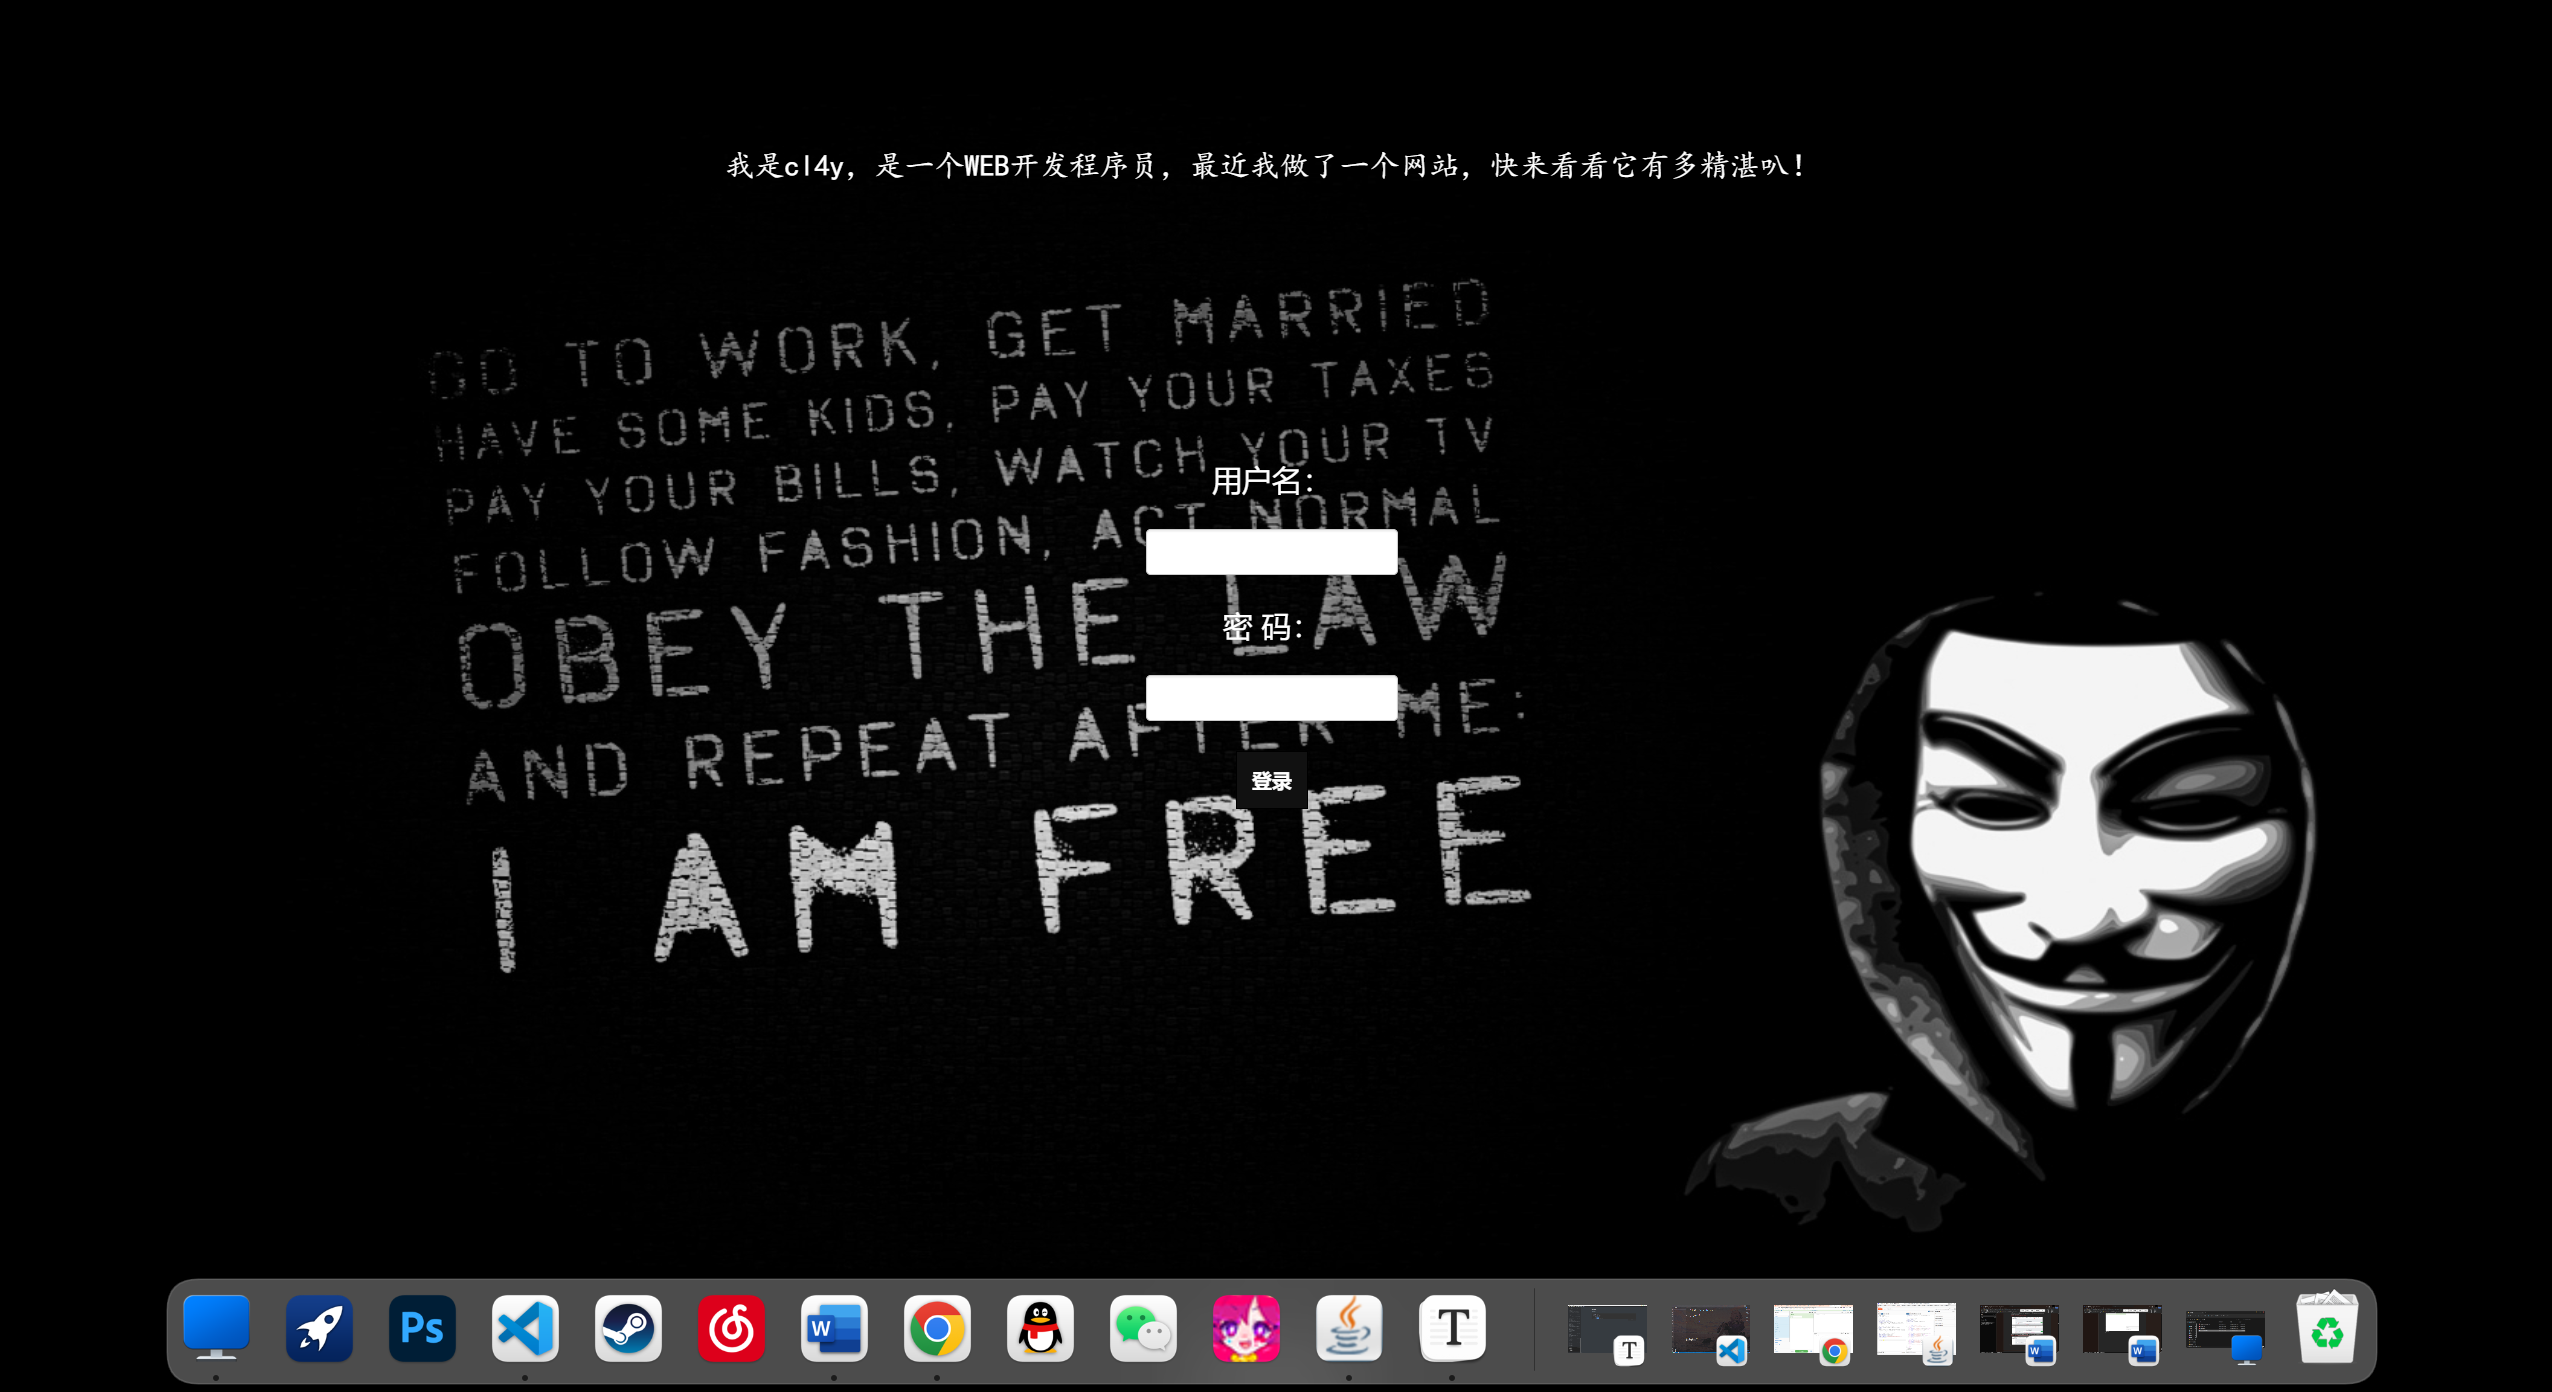 我是cl4y，是一个WEB开发程序员，最近我做了一个网站，快来看看它有多精湛叭！
GO TO WORK, GET MARRIED
HAVE SOME KIDS, PAY YOUR TAXES
PAY YOUR BILLS, WATCH YOUR TV
FOLLOW FASHION, ACT NORMAL
OBEY THE LAW
AND REPEAT AFTER ME:
I AM FREE
用户名：
密 码：
登录
Ps
W
T
T
W
W